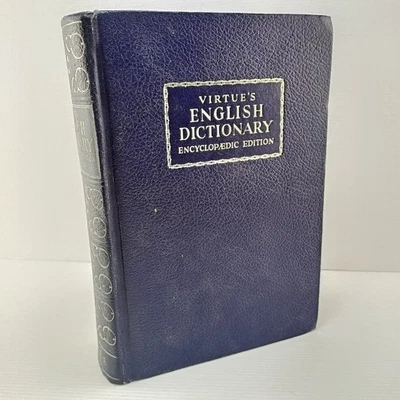 VIRTUE'S
ENGLISH
DICTIONARY
ENCYCLOPÆDIC EDITION